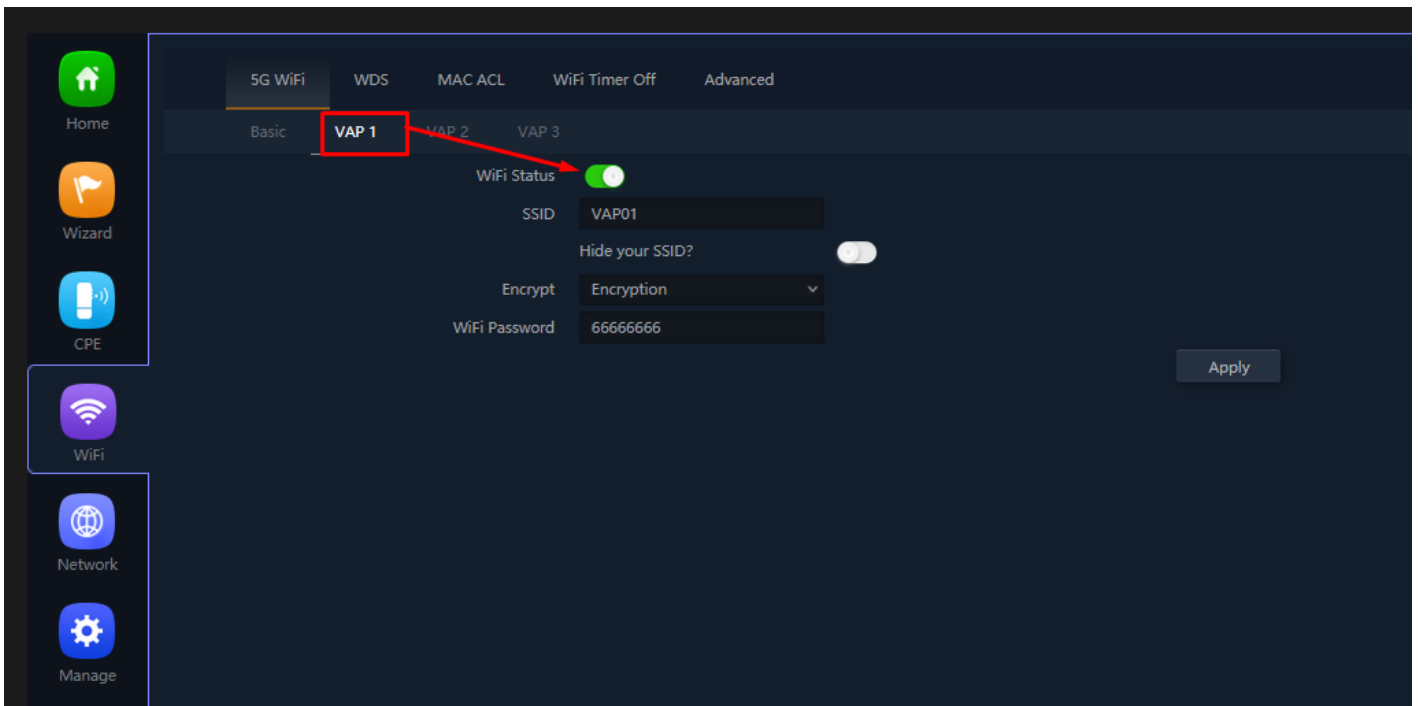 5G WiFi WDS MAC ACL WiFi Timer Off Advanced
Basic VAP 1 VAP 2 VAP 3
Home
WiFi Status
SSID VAP01
Wizard
Hide your SSID?
Encrypt Encryption
WiFi Password 66666666
CPE
Apply
WiFi
Network
Manage